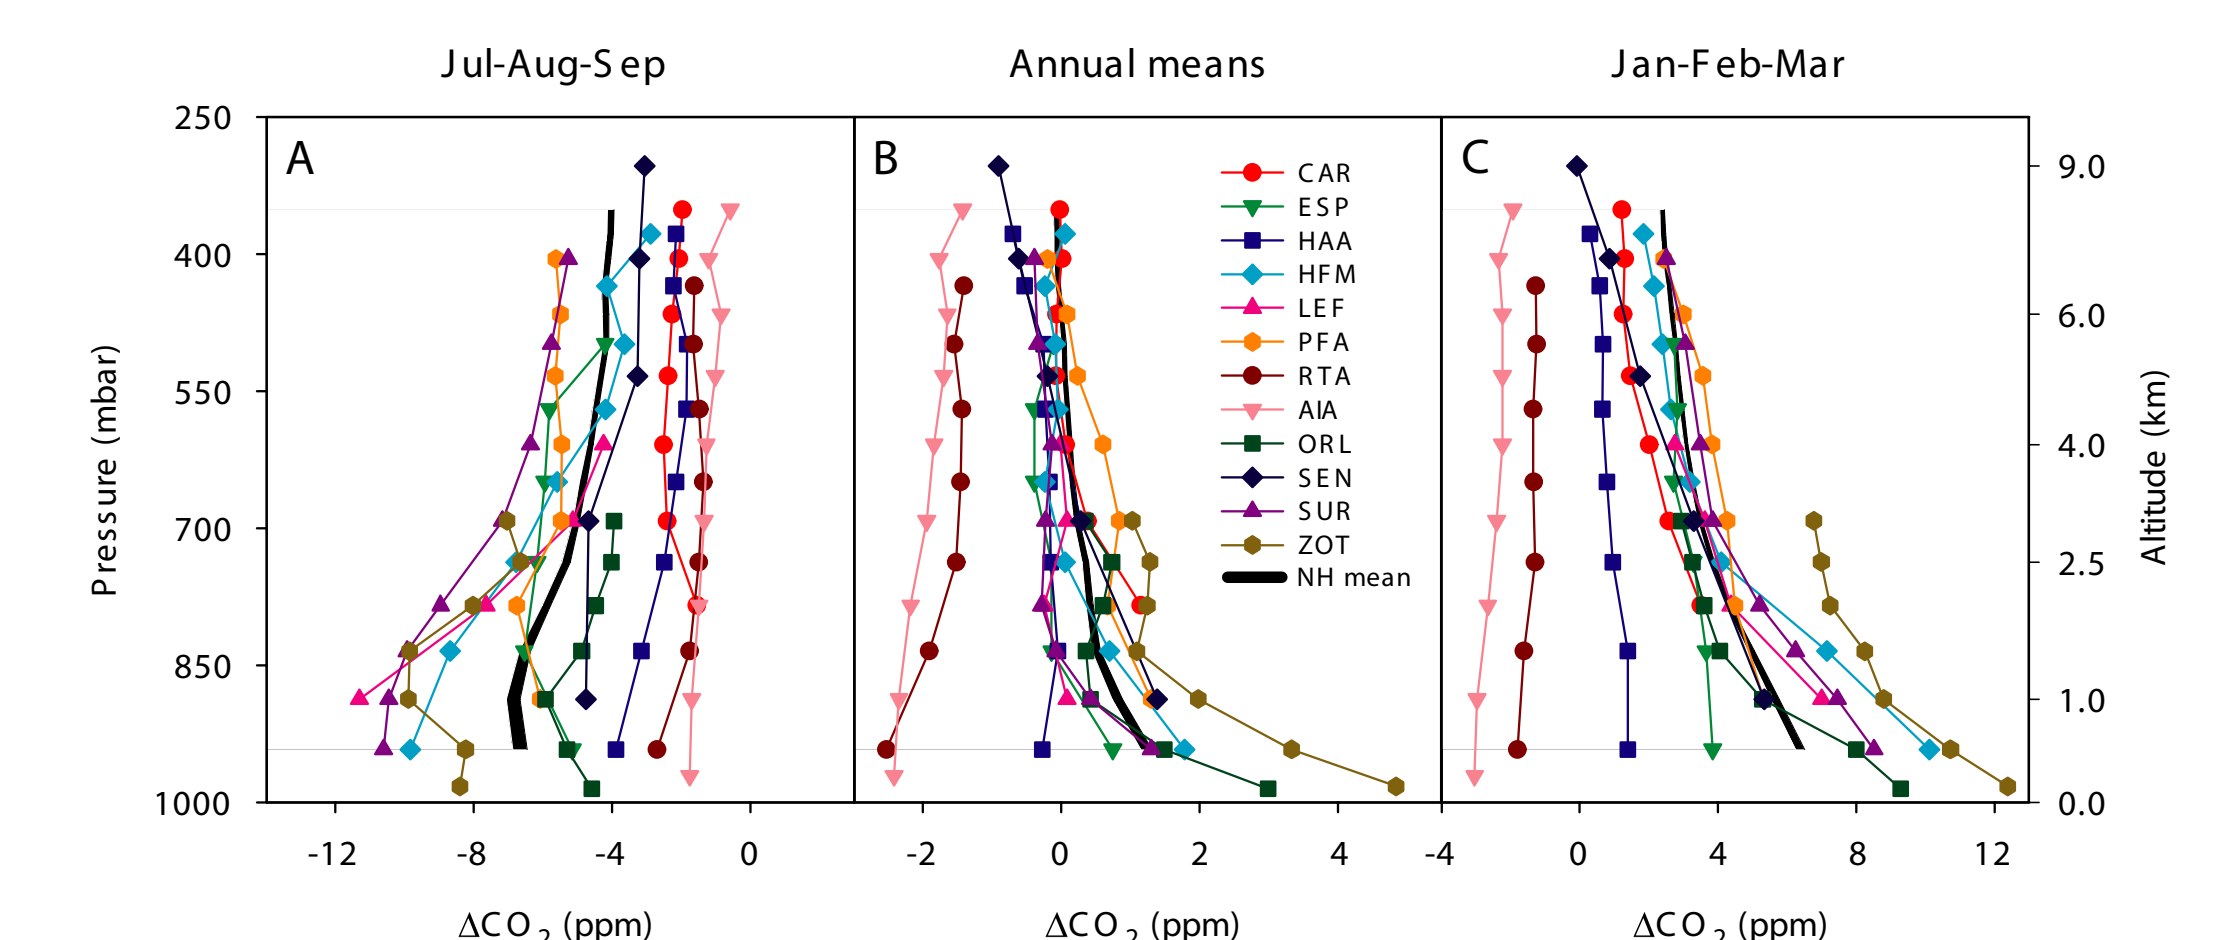 Jul-Aug-Sep Annual means Jan-Feb-Mar
A B C
Pressure (mbar)
250
400
550
700
850
1000
CAR
ESP
HAA
HFM
LEF
PFA
RTA
AIA
ORL
SEN
SUR
ZOT
NH mean
9.0
6.0
4.0
2.5
1.0
0.0
Altitude (km)
-12 -8 -4 0 -2 0 2 4 -4 0 4 8 12
ΔCO2 (ppm) ΔCO2 (ppm) ΔCO2 (ppm)